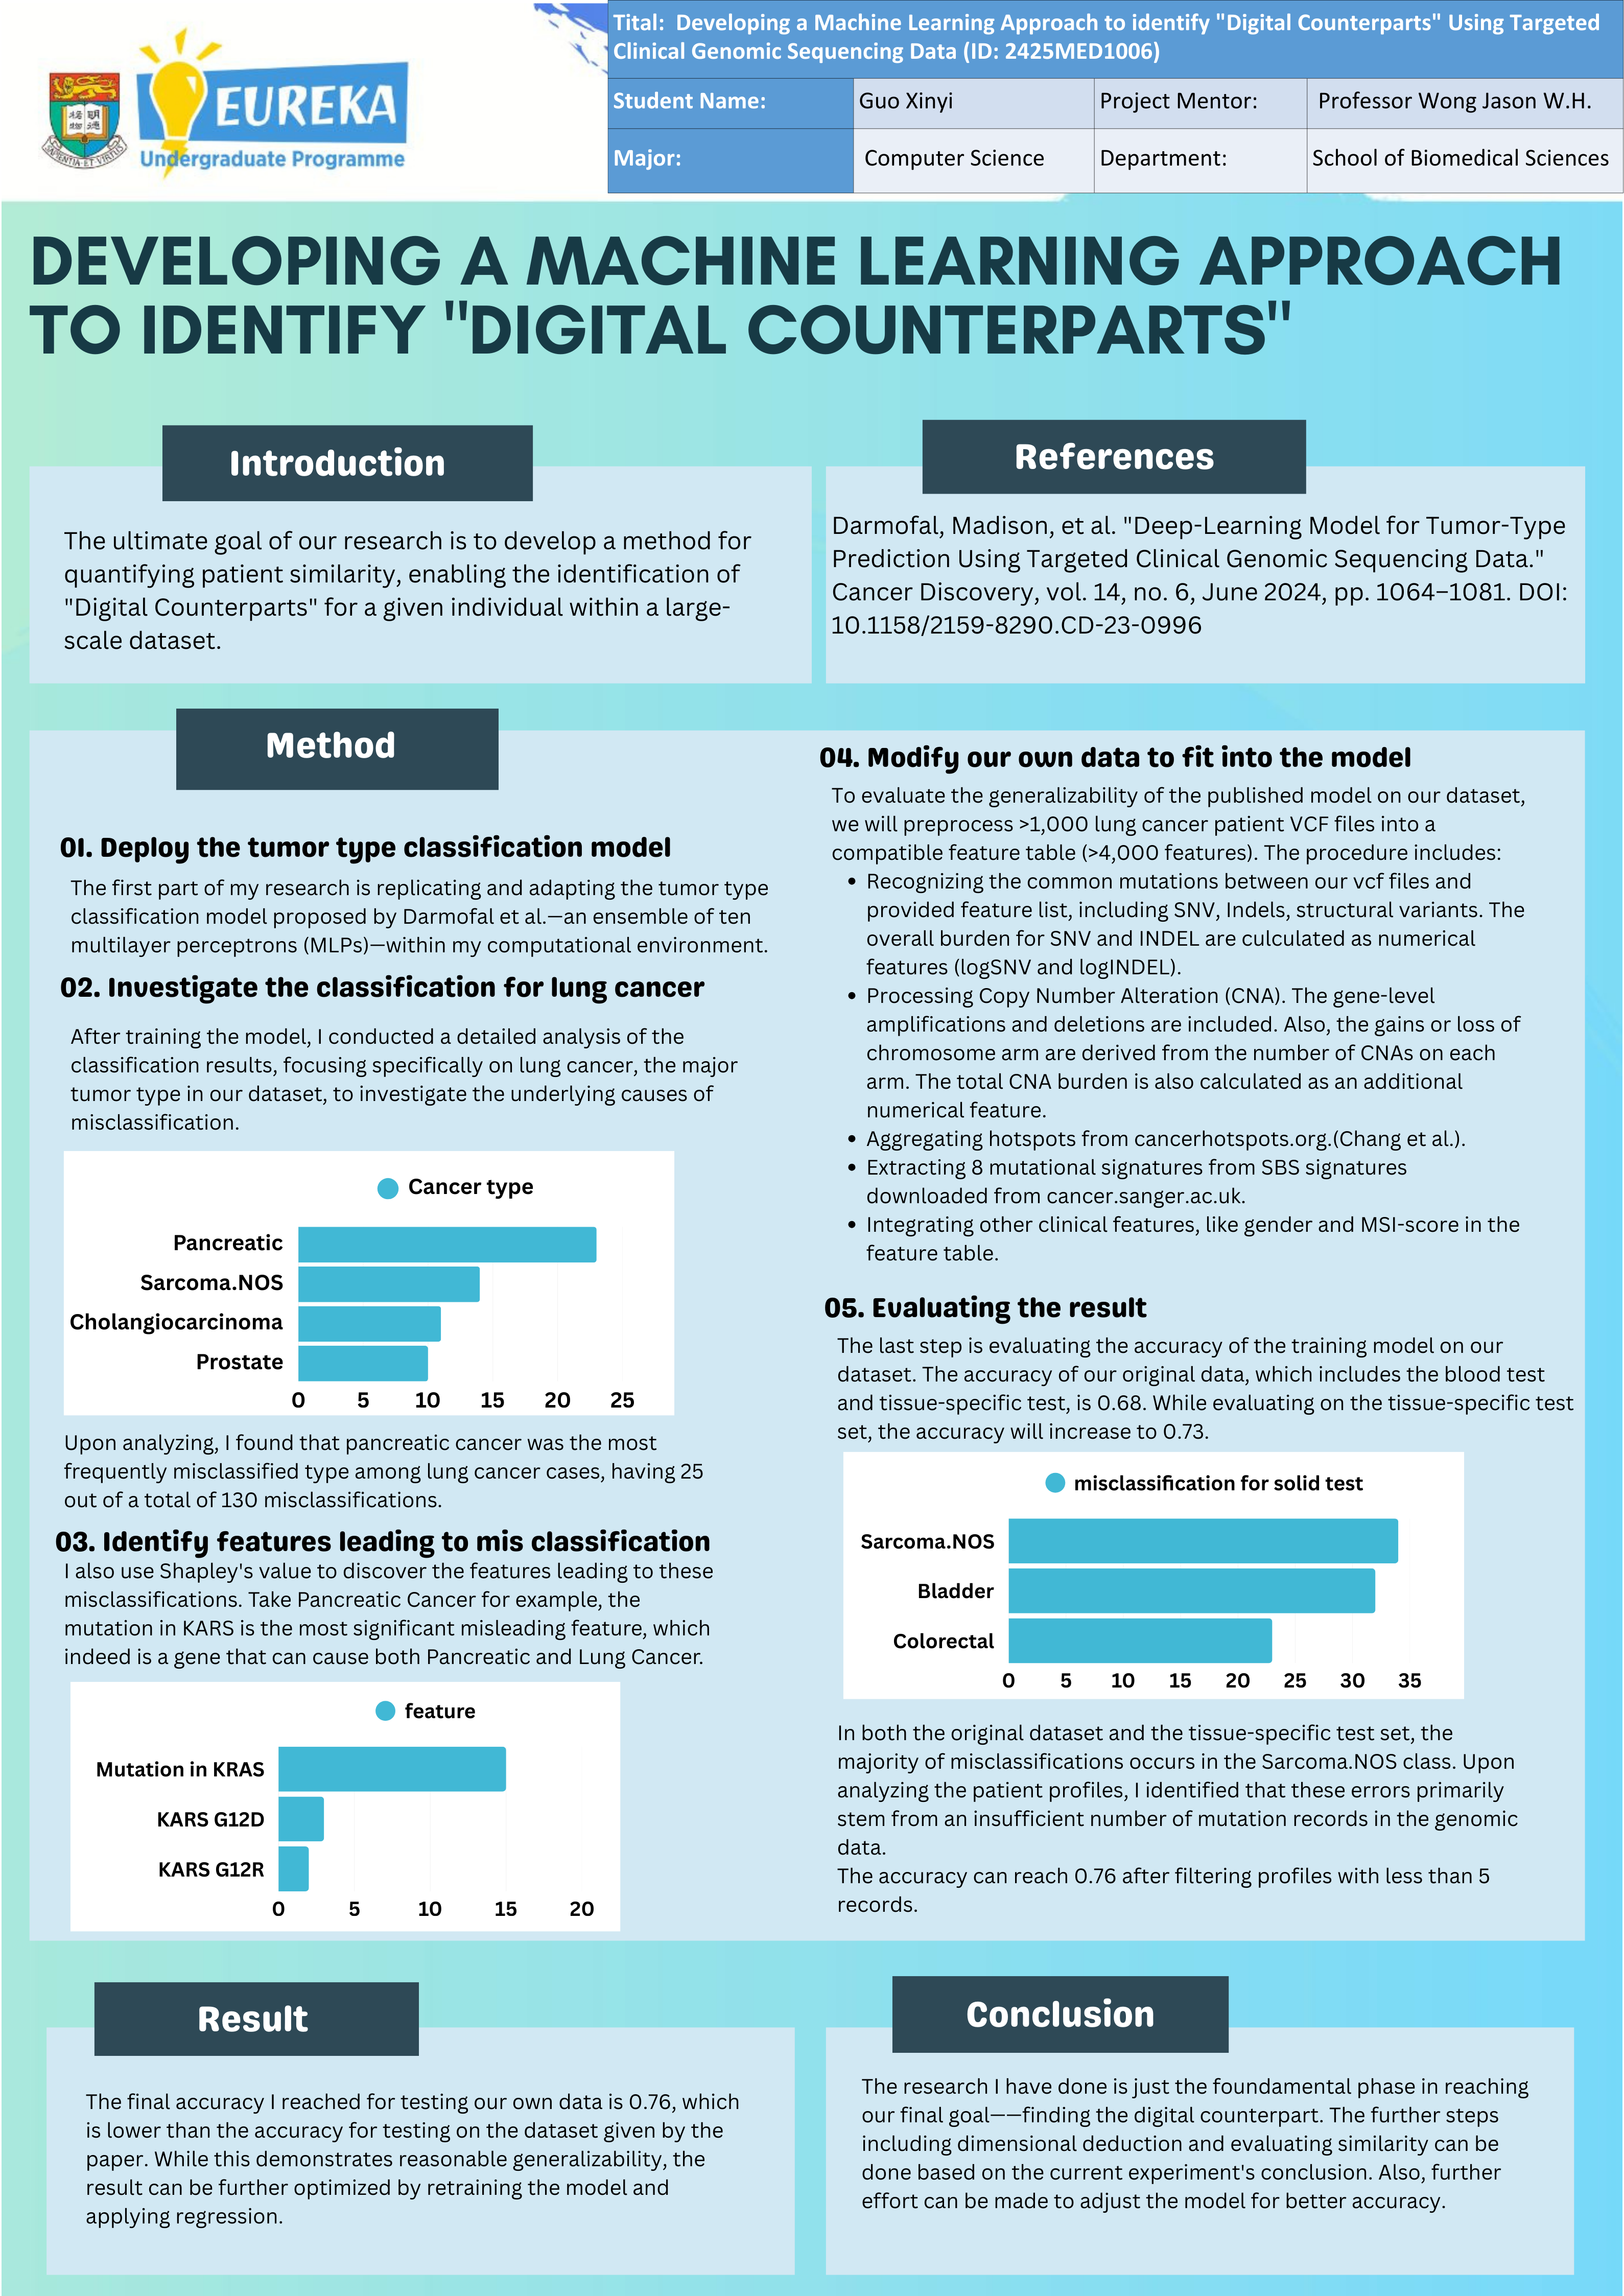 SAPIENTIA ET VIRTUS
EUREKA
Undergraduate Programme
Tital:  Developing a Machine Learning Approach to identify "Digital Counterparts" Using Targeted
Clinical Genomic Sequencing Data (ID: 2425MED1006)
Student Name: Guo Xinyi Project Mentor: Professor Wong Jason W.H.
Major: Computer Science Department: School of Biomedical Sciences
DEVELOPING A MACHINE LEARNING APPROACH
TO IDENTIFY "DIGITAL COUNTERPARTS"
Introduction
The ultimate goal of our research is to develop a method for
quantifying patient similarity, enabling the identification of
"Digital Counterparts" for a given individual within a large-
scale dataset.
References
Darmofal, Madison, et al. "Deep-Learning Model for Tumor-Type
Prediction Using Targeted Clinical Genomic Sequencing Data."
Cancer Discovery, vol. 14, no. 6, June 2024, pp. 1064–1081. DOI:
10.1158/2159-8290.CD-23-0996
Method
01. Deploy the tumor type classification model
The first part of my research is replicating and adapting the tumor type
classification model proposed by Darmofal et al.—an ensemble of ten
multilayer perceptrons (MLPs)—within my computational environment.
02. Investigate the classification for lung cancer
After training the model, I conducted a detailed analysis of the
classification results, focusing specifically on lung cancer, the major
tumor type in our dataset, to investigate the underlying causes of
misclassification.
Cancer type
Pancreatic
Sarcoma.NOS
Cholangiocarcinoma
Prostate
0 5 10 15 20 25
Upon analyzing, I found that pancreatic cancer was the most
frequently misclassified type among lung cancer cases, having 25
out of a total of 130 misclassifications.
03. Identify features leading to mis classification
I also use Shapley's value to discover the features leading to these
misclassifications. Take Pancreatic Cancer for example, the
mutation in KARS is the most significant misleading feature, which
indeed is a gene that can cause both Pancreatic and Lung Cancer.
feature
Mutation in KRAS
KARS G12D
KARS G12R
0 5 10 15 20
04. Modify our own data to fit into the model
To evaluate the generalizability of the published model on our dataset,
we will preprocess >1,000 lung cancer patient VCF files into a
compatible feature table (>4,000 features). The procedure includes:
• Recognizing the common mutations between our vcf files and
provided feature list, including SNV, Indels, structural variants. The
overall burden for SNV and INDEL are culculated as numerical
features (logSNV and logINDEL).
• Processing Copy Number Alteration (CNA). The gene-level
amplifications and deletions are included. Also, the gains or loss of
chromosome arm are derived from the number of CNAs on each
arm. The total CNA burden is also calculated as an additional
numerical feature.
• Aggregating hotspots from cancerhotspots.org.(Chang et al.).
• Extracting 8 mutational signatures from SBS signatures
downloaded from cancer.sanger.ac.uk.
• Integrating other clinical features, like gender and MSI-score in the
feature table.
05. Evaluating the result
The last step is evaluating the accuracy of the training model on our
dataset. The accuracy of our original data, which includes the blood test
and tissue-specific test, is 0.68. While evaluating on the tissue-specific test
set, the accuracy will increase to 0.73.
misclassification for solid test
Sarcoma.NOS
Bladder
Colorectal
0 5 10 15 20 25 30 35
In both the original dataset and the tissue-specific test set, the
majority of misclassifications occurs in the Sarcoma.NOS class. Upon
analyzing the patient profiles, I identified that these errors primarily
stem from an insufficient number of mutation records in the genomic
data.
The accuracy can reach 0.76 after filtering profiles with less than 5
records.
Result
The final accuracy I reached for testing our own data is 0.76, which
is lower than the accuracy for testing on the dataset given by the
paper. While this demonstrates reasonable generalizability, the
result can be further optimized by retraining the model and
applying regression.
Conclusion
The research I have done is just the foundamental phase in reaching
our final goal——finding the digital counterpart. The further steps
including dimensional deduction and evaluating similarity can be
done based on the current experiment's conclusion. Also, further
effort can be made to adjust the model for better accuracy.